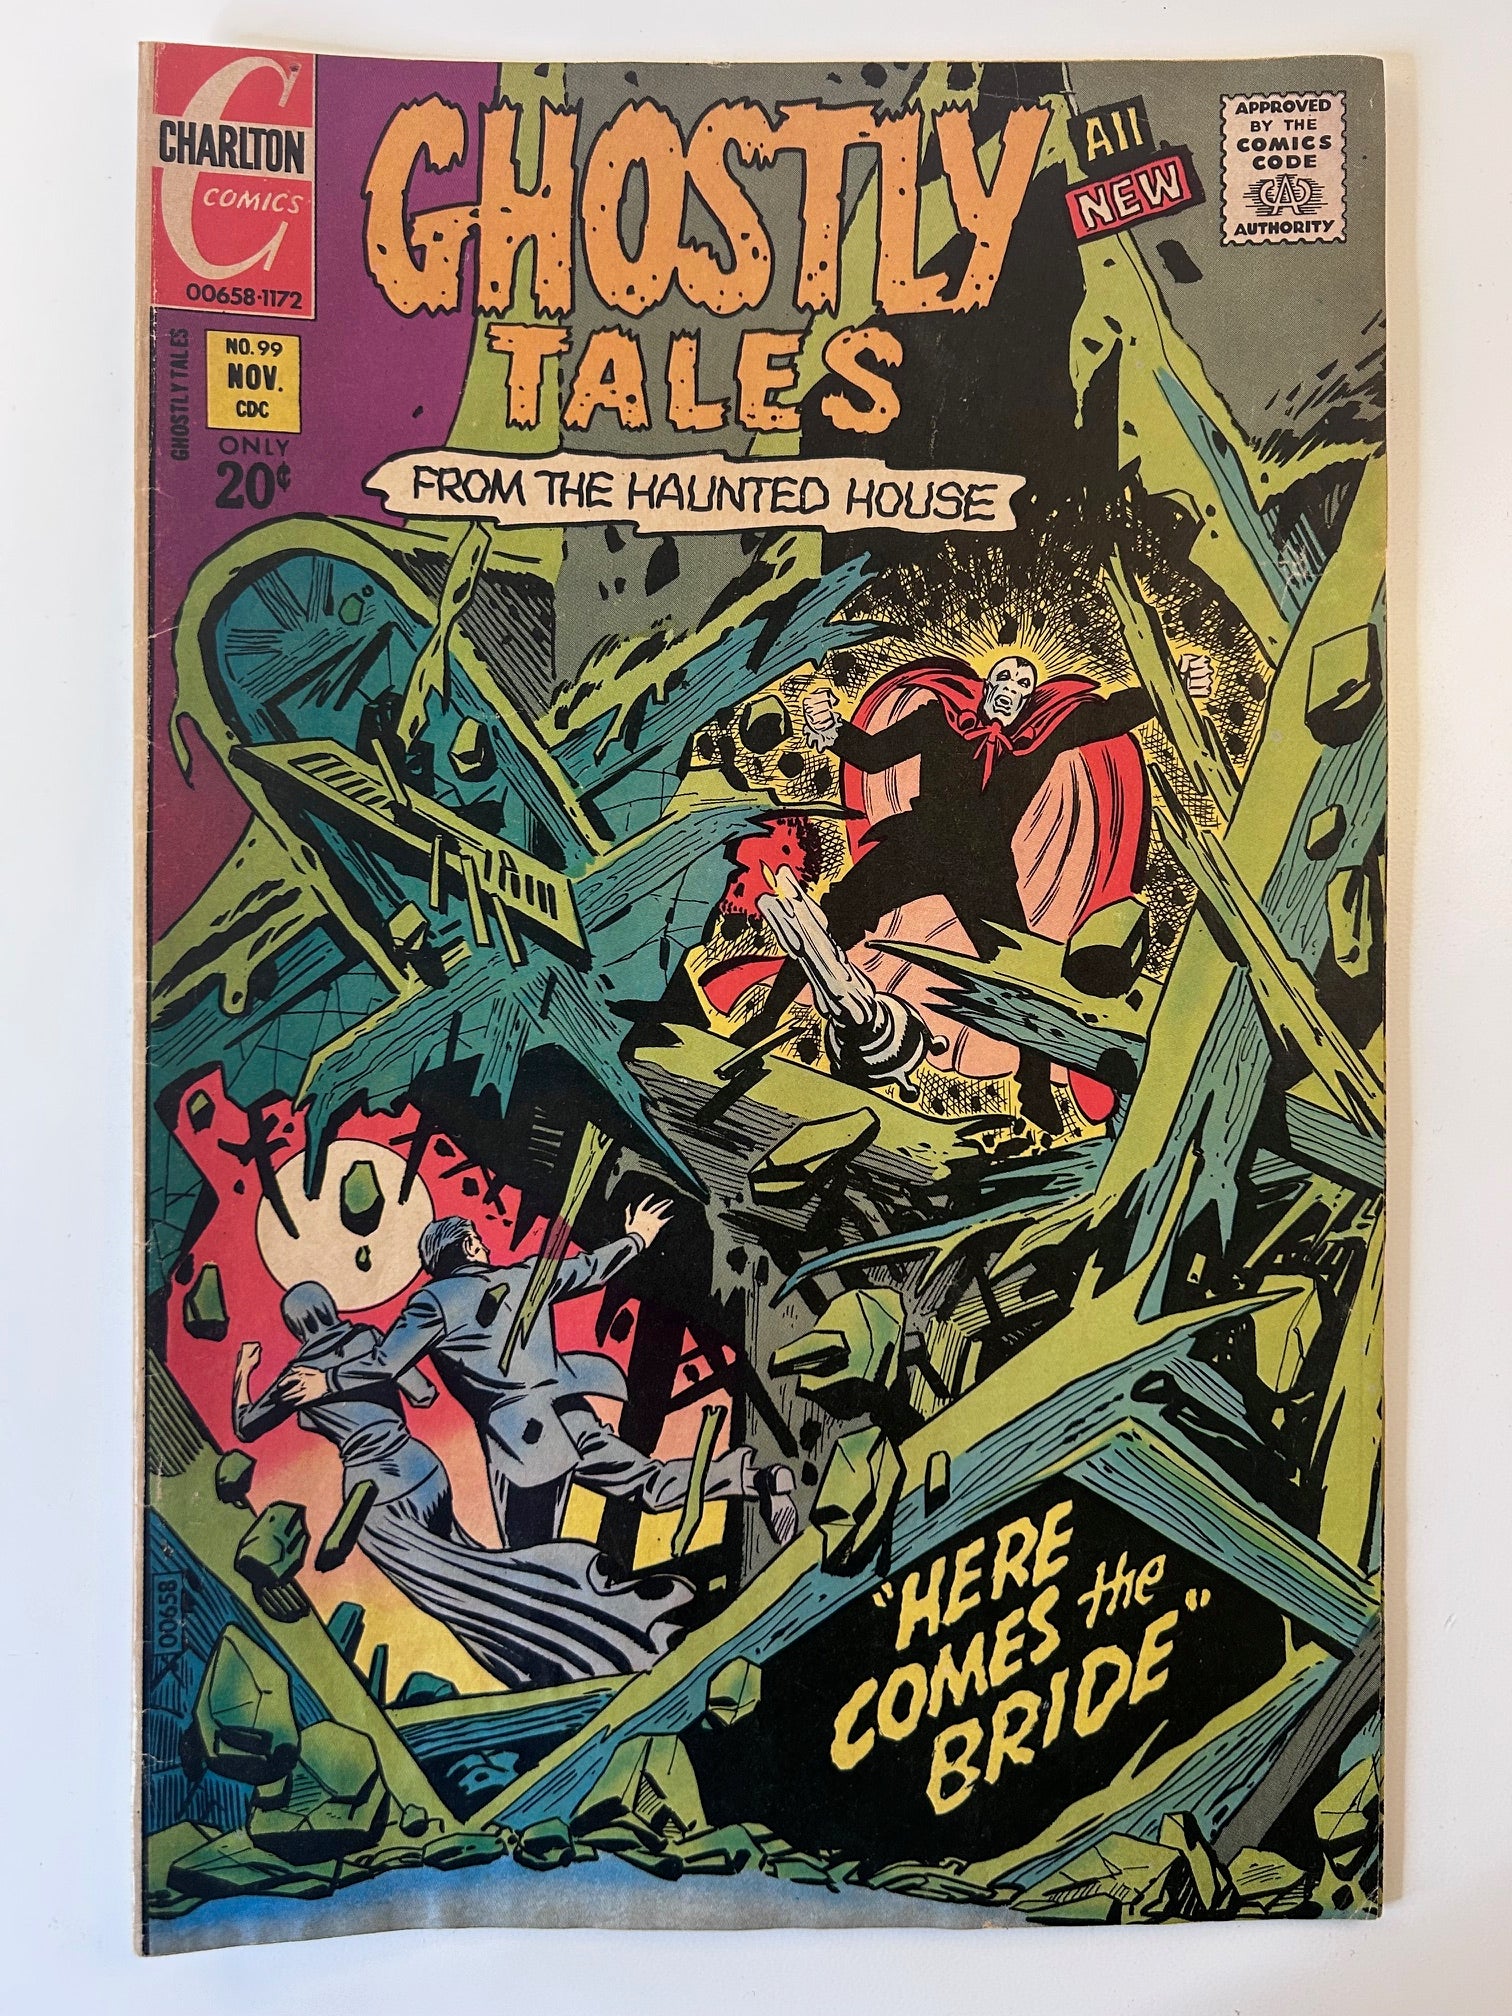 CHARLTON
COMICS
00658-1172
GHOSTLY TALES
NO.99
NOV.
CDC
ONLY
20¢
GHOSTLY
TALES
All
NEW
APPROVED
BY THE
COMICS
CODE
CAA
AUTHORITY
FROM THE HAUNTED HOUSE
00658
"HERE
COMES the
BRIDE"